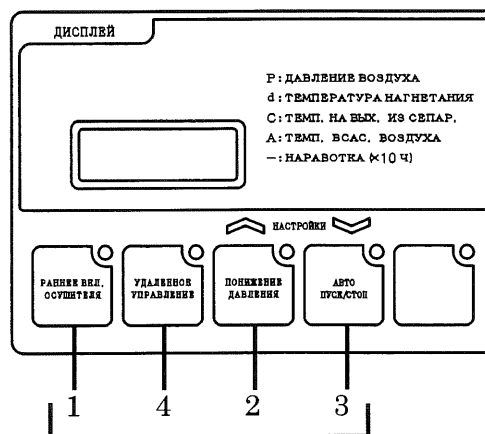 ДИСПЛЕЙ
P: ДАВЛЕНИЕ ВОЗДУХА
d: ТЕМПЕРАТУРА НАГНЕТАНИЯ
C: ТЕМП. НА ВЫХ. ИЗ СЕПАР.
A: ТЕМП. ВСАС. ВОЗДУХА
–: НАРАВОТКА (×10 Ч)
НАСТРОЙКИ
РАННЕЕ ВКЛ.
ОСУШИТЕЛЯ
УДАЛЕННОЕ
УПРАВЛЕНИЕ
ПОНИЖЕНИЕ
ДАВЛЕНИЯ
АВТО
ПУСК/СТОП
1 4 2 3